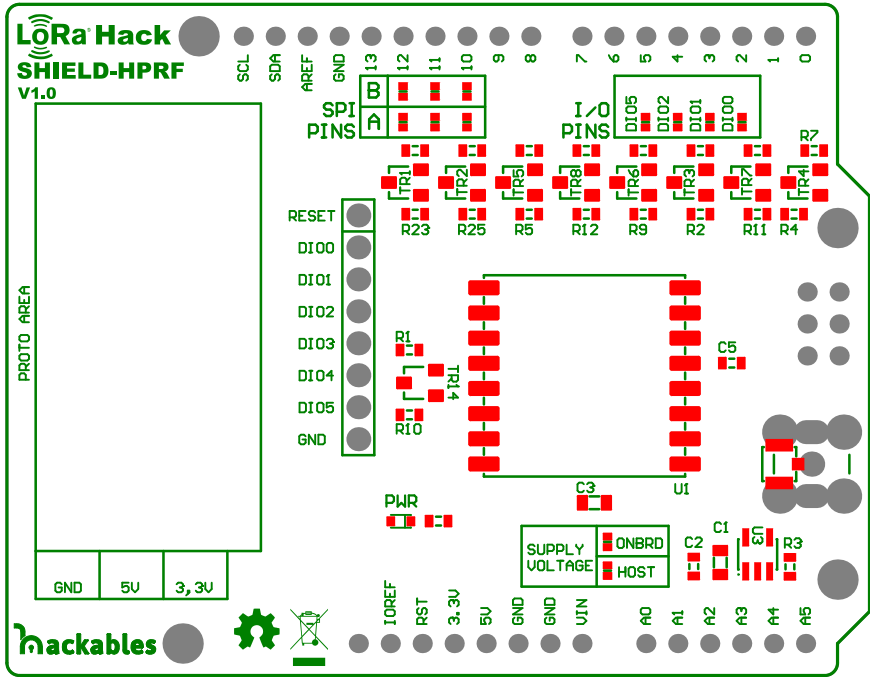 LoRa Hack
SHIELD-HPRF
V1.0
SCL
SDA
AREF
GND
13
12
11
10
9
8
7
6
5
4
3
2
1
0
B
A
SPI
PINS
I/O
PINS
DIO5
DIO2
DIO1
DIO0
R7
TR1
TR2
TR5
TR8
TR6
TR3
TR7
TR4
R23
R25
R5
R12
R9
R2
R11
R4
RESET
DIO0
DIO1
DIO2
DIO3
DIO4
DIO5
GND
PROTO AREA
R1
TR14
R10
C5
U1
C3
PWR
SUPPLY
VOLTAGE
ONBRD
HOST
C2
C1
U3
R3
GND
5V
3,3V
IOREF
RST
3.3V
5V
GND
GND
VIN
A0
A1
A2
A3
A4
A5
hackables